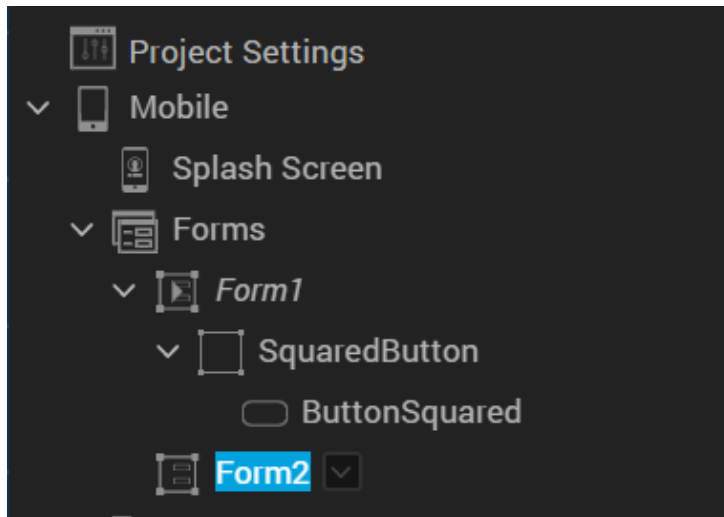 Project Settings
Mobile
Splash Screen
Forms
Form1
SquaredButton
ButtonSquared
Form2